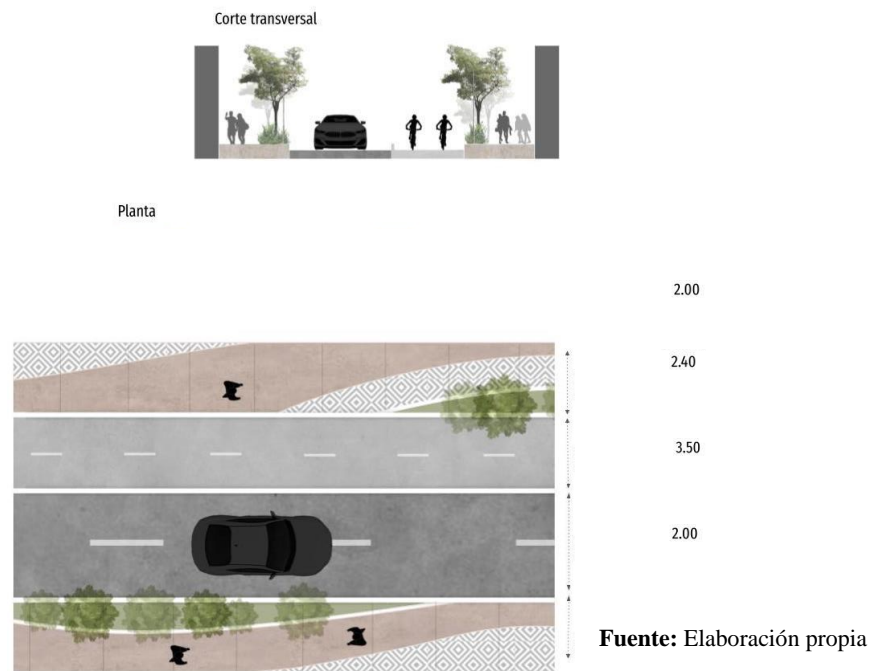 Corte transversal
Planta
2.00
2.40
3.50
2.00
Fuente: Elaboración propia